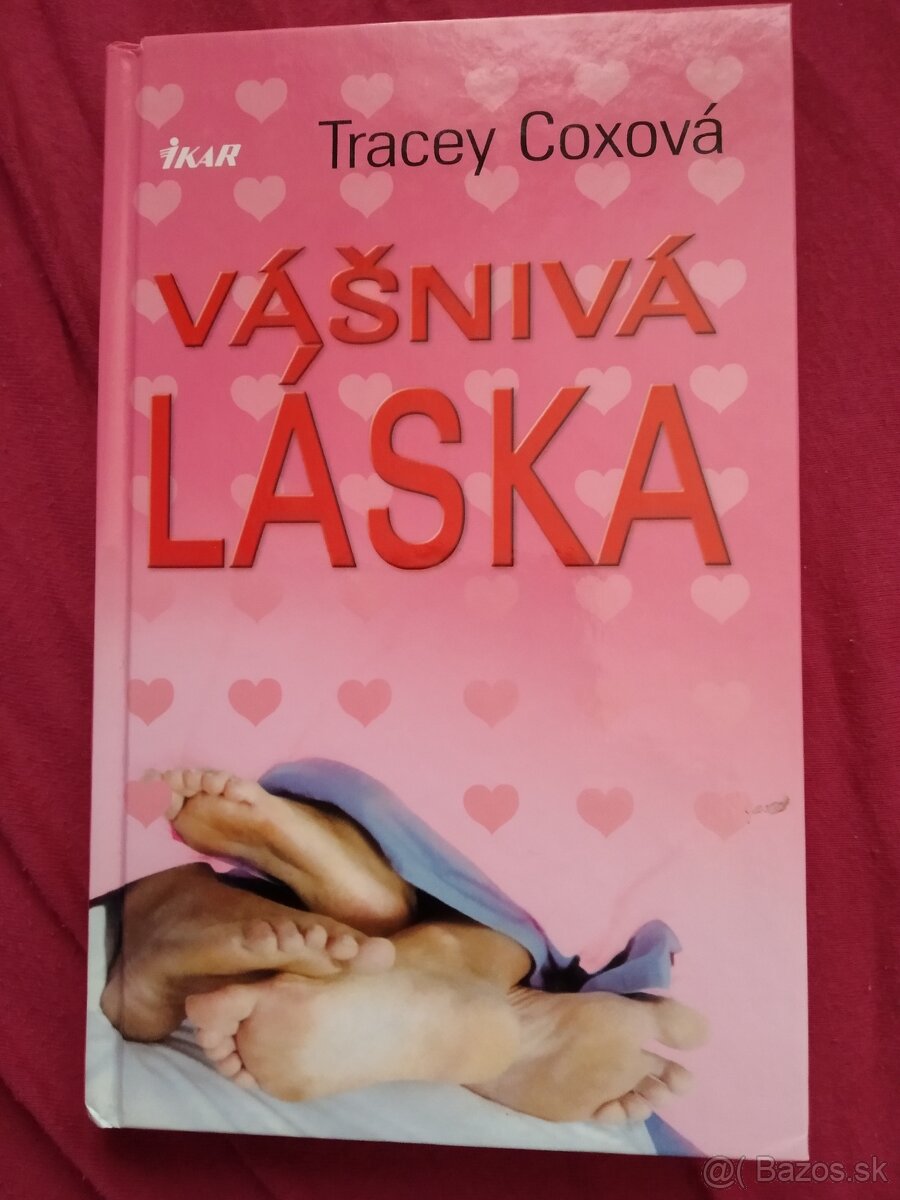 iKAR
Tracey Coxová
VÁŠNIVÁ
LÁSKA
@( Bazos.sk